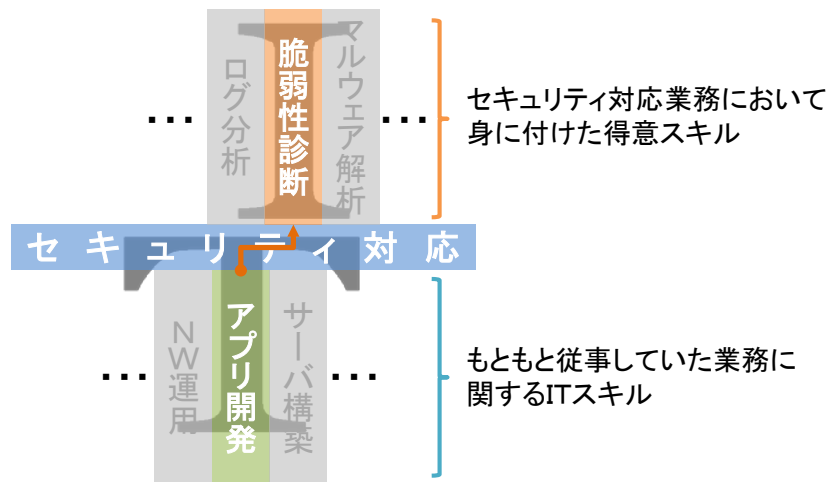 ログ分析
脆弱性診断
マルウェア解析
…
…
セキュリティ対応業務において
身に付けた得意スキル
セキュリティ対応
NW運用
アプリ開発
サーバ構築
…
…
もともと従事していた業務に
関するITスキル